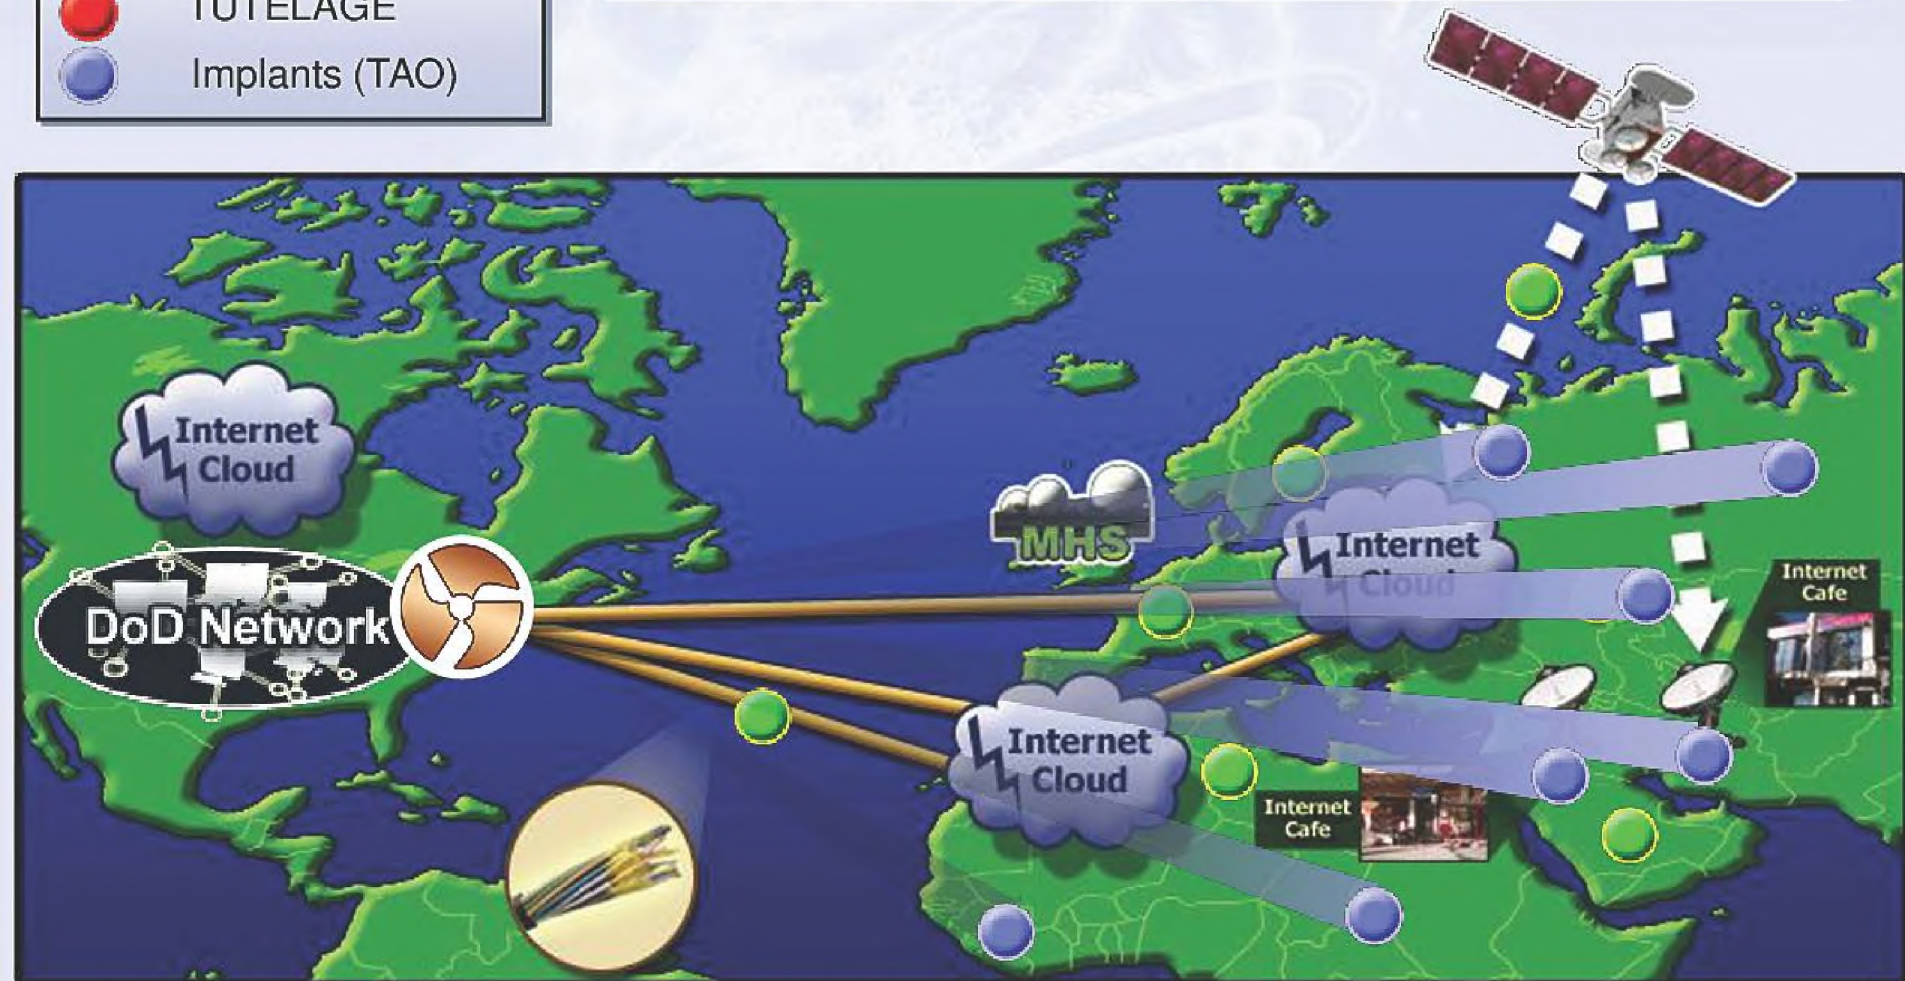 TUTELAGE
Implants (TAO)
Internet
Cloud
DoD Network
MHS
Internet
Cloud
Internet
Cafe
Internet
Cloud
Internet
Cafe